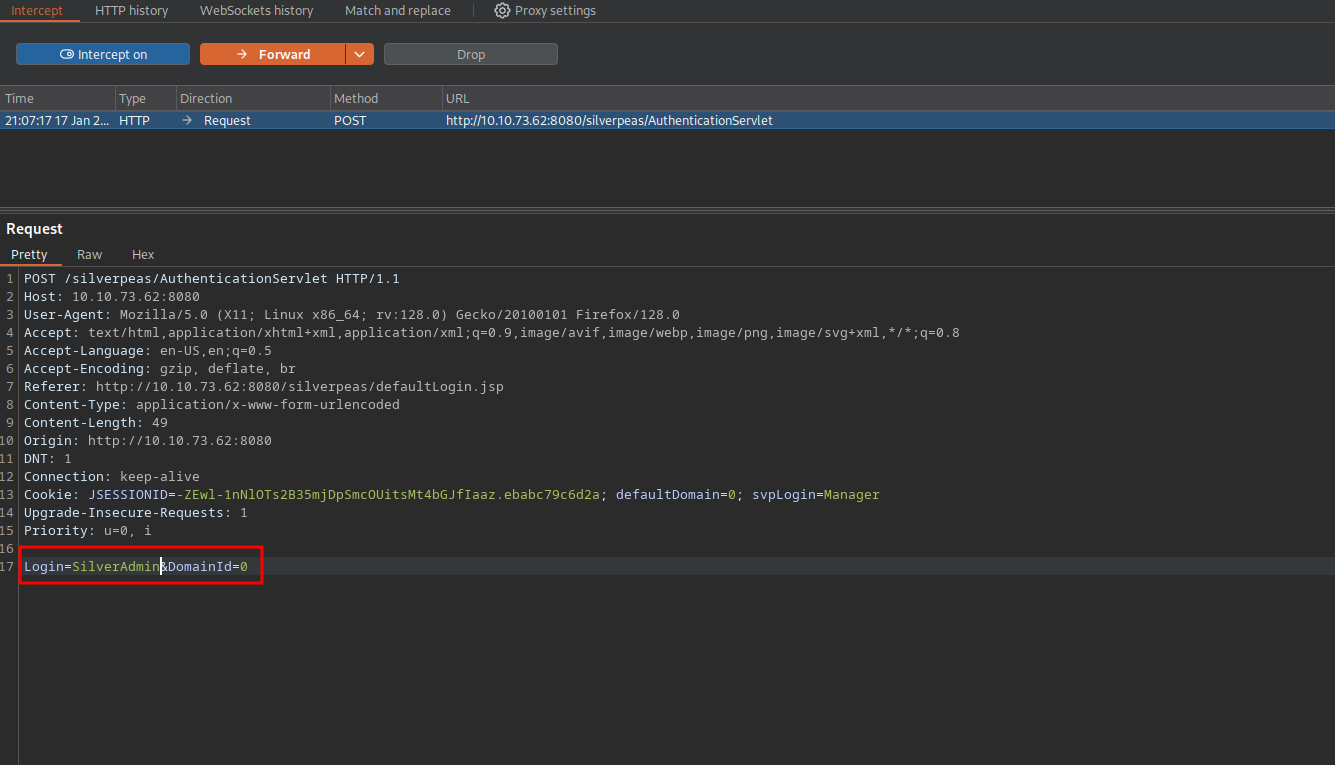 Intercept HTTP history WebSockets history Match and replace Proxy settings
Intercept on Forward Drop
Time Type Direction Method URL
21:07:17 17 Jan 2... HTTP Request POST http://10.10.73.62:8080/silverpeas/AuthenticationServlet
Request
Pretty Raw Hex
1 POST /silverpeas/AuthenticationServlet HTTP/1.1
2 Host: 10.10.73.62:8080
3 User-Agent: Mozilla/5.0 (X11; Linux x86_64; rv:128.0) Gecko/20100101 Firefox/128.0
4 Accept: text/html,application/xhtml+xml,application/xml;q=0.9,image/avif,image/webp,image/png,image/svg+xml,*/*;q=0.8
5 Accept-Language: en-US,en;q=0.5
6 Accept-Encoding: gzip, deflate, br
7 Referer: http://10.10.73.62:8080/silverpeas/defaultLogin.jsp
8 Content-Type: application/x-www-form-urlencoded
9 Content-Length: 49
10 Origin: http://10.10.73.62:8080
11 DNT: 1
12 Connection: keep-alive
13 Cookie: JSESSIONID=-ZEwl-1nNlOTs2B35mjDpSmcOUitsMt4bGJfIaaz.ebabc79c6d2a; defaultDomain=0; svpLogin=Manager
14 Upgrade-Insecure-Requests: 1
15 Priority: u=0, i
16
17 Login=SilverAdmin&DomainId=0